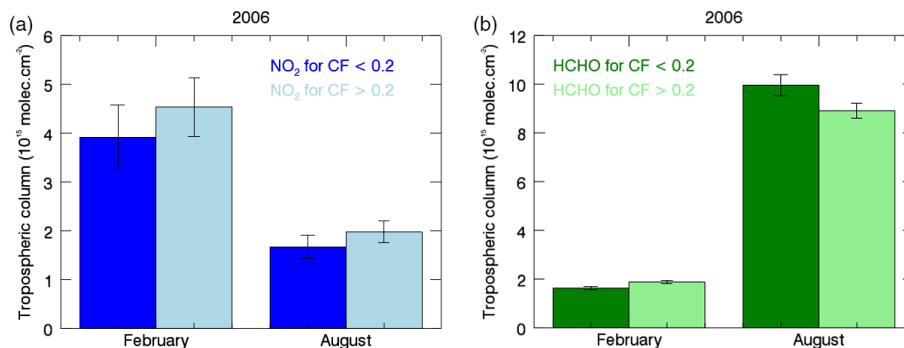 (a)
2006
6
5
4
3
2
1
0
Tropospheric column (10¹⁵ molec.cm⁻²)
NO₂ for CF < 0.2
NO₂ for CF > 0.2
February
August
(b)
2006
12
10
8
6
4
2
0
Tropospheric column (10¹⁵ molec.cm⁻²)
HCHO for CF < 0.2
HCHO for CF > 0.2
February
August